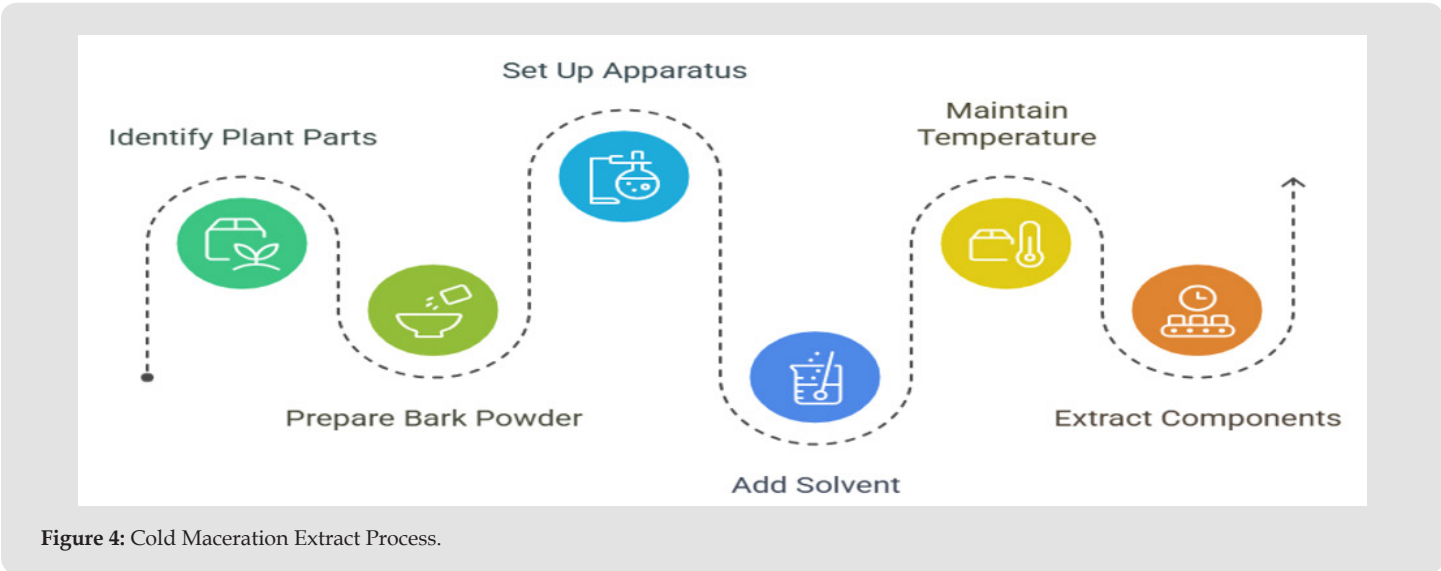 Set Up Apparatus
Maintain
Temperature
Identify Plant Parts
Prepare Bark Powder
Extract Components
Add Solvent
Figure 4: Cold Maceration Extract Process.